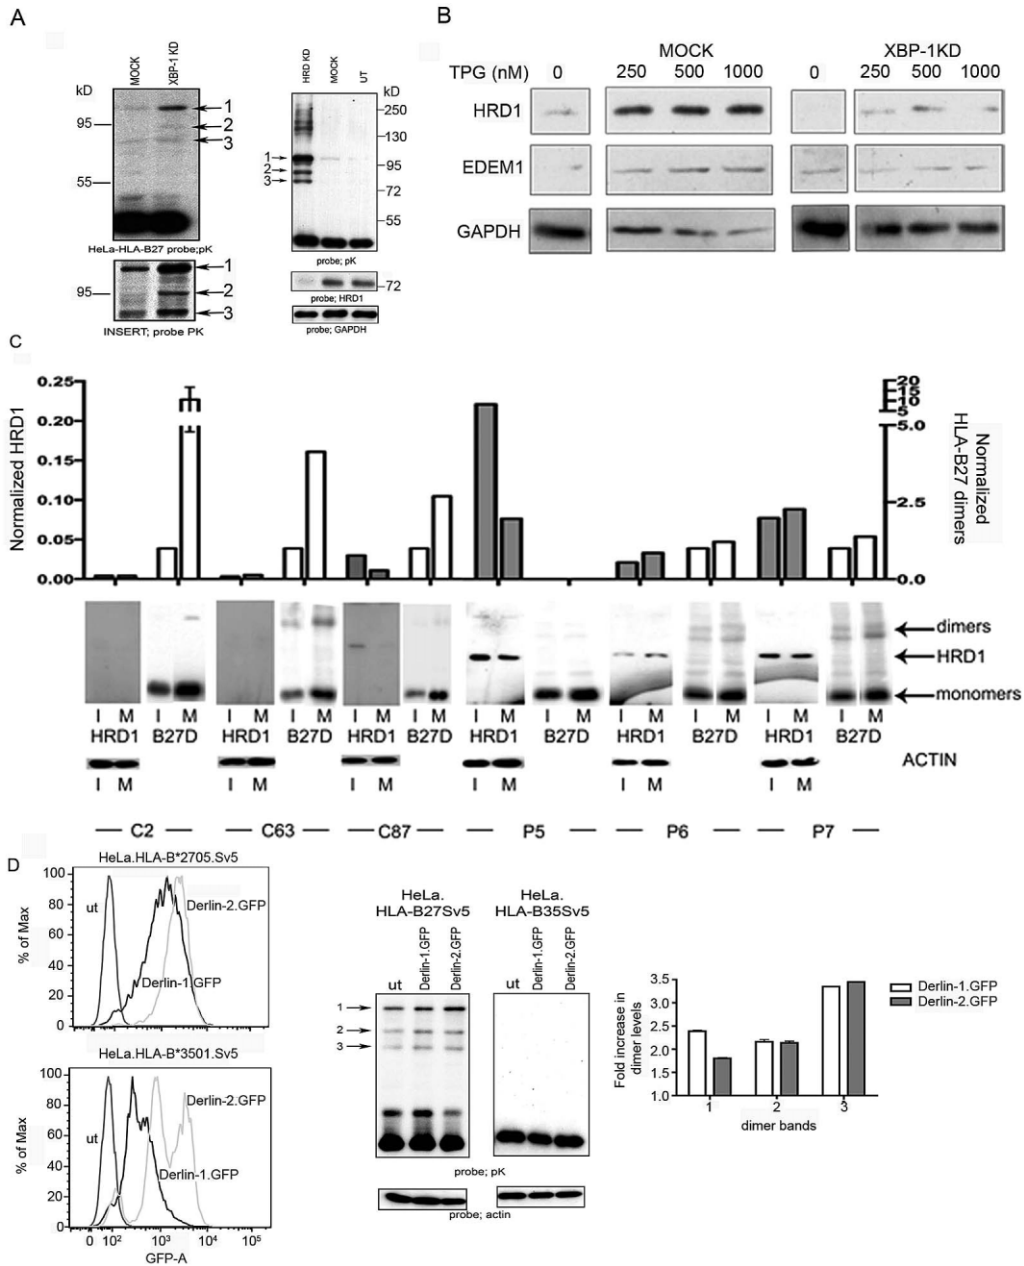 A
MOCK
XBP-1KD
kD
95
55
1
2
3
HeLa-HLA-B27 probe;pK
95
1
2
3
INSERT; probe PK
HRD KD
MOCK
UT
kD
250
130
95
72
55
1
2
3
probe; pK
72
probe; HRD1
probe; GAPDH
B
MOCK XBP-1KD
TPG (nM) 0 250 500 1000 0 250 500 1000
HRD1
EDEM1
GAPDH
C
Normalized HRD1
0.25
0.20
0.15
0.10
0.05
0.00
20
15
10
5
5.0
2.5
0.0
Normalized
HLA-B27 dimers
dimers
HRD1
monomers
I M I M I M I M I M I M I M I M I M I M I M I M
HRD1 B27D HRD1 B27D HRD1 B27D HRD1 B27D HRD1 B27D HRD1 B27D
ACTIN
I M I M I M I M I M I M
C2 C63 C87 P5 P6 P7
D
HeLa.HLA-B*2705.Sv5
% of Max
100
80
60
40
20
0
ut
Derlin-2.GFP
Derlin-1.GFP
HeLa.HLA-B*3501.Sv5
% of Max
100
80
60
40
20
0
ut
Derlin-2.GFP
Derlin-1.GFP
0 10² 10³ 10⁴ 10⁵
GFP-A
HeLa.
HLA-B27Sv5
ut
Derlin-1.GFP
Derlin-2.GFP
1
2
3
HeLa.
HLA-B35Sv5
ut
Derlin-1.GFP
Derlin-2.GFP
probe; pK
probe; actin
Fold increase in
dimer levels
3.5
3.0
2.5
2.0
1.5
1.0
1 2 3
dimer bands
Derlin-1.GFP
Derlin-2.GFP